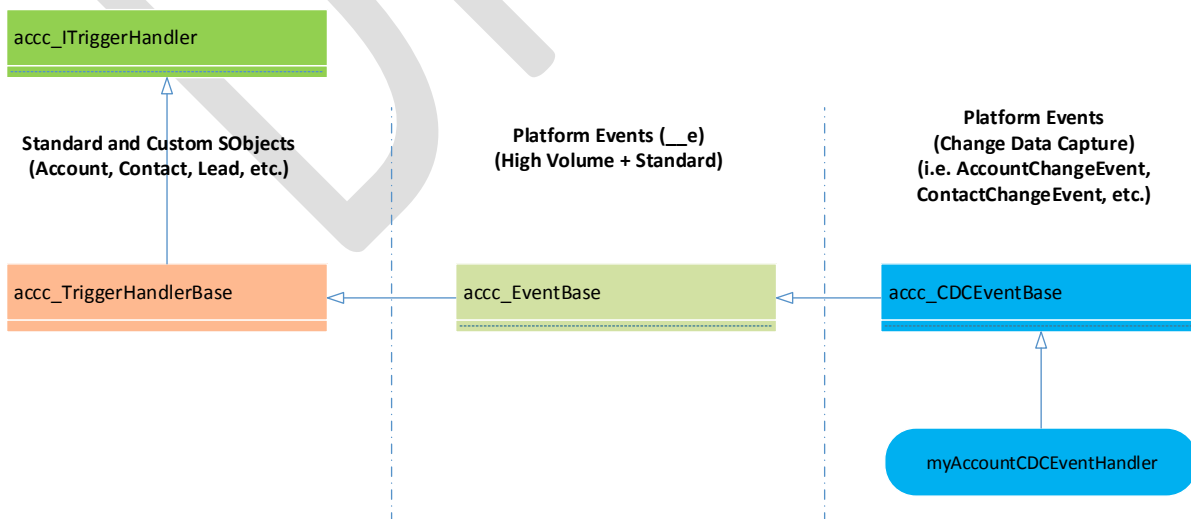 accc_ITriggerHandler
Standard and Custom SObjects
(Account, Contact, Lead, etc.)
Platform Events (__e)
(High Volume + Standard)
Platform Events
(Change Data Capture)
(i.e. AccountChangeEvent,
ContactChangeEvent, etc.)
accc_TriggerHandlerBase
accc_EventBase
accc_CDCEventBase
myAccountCDCEventHandler